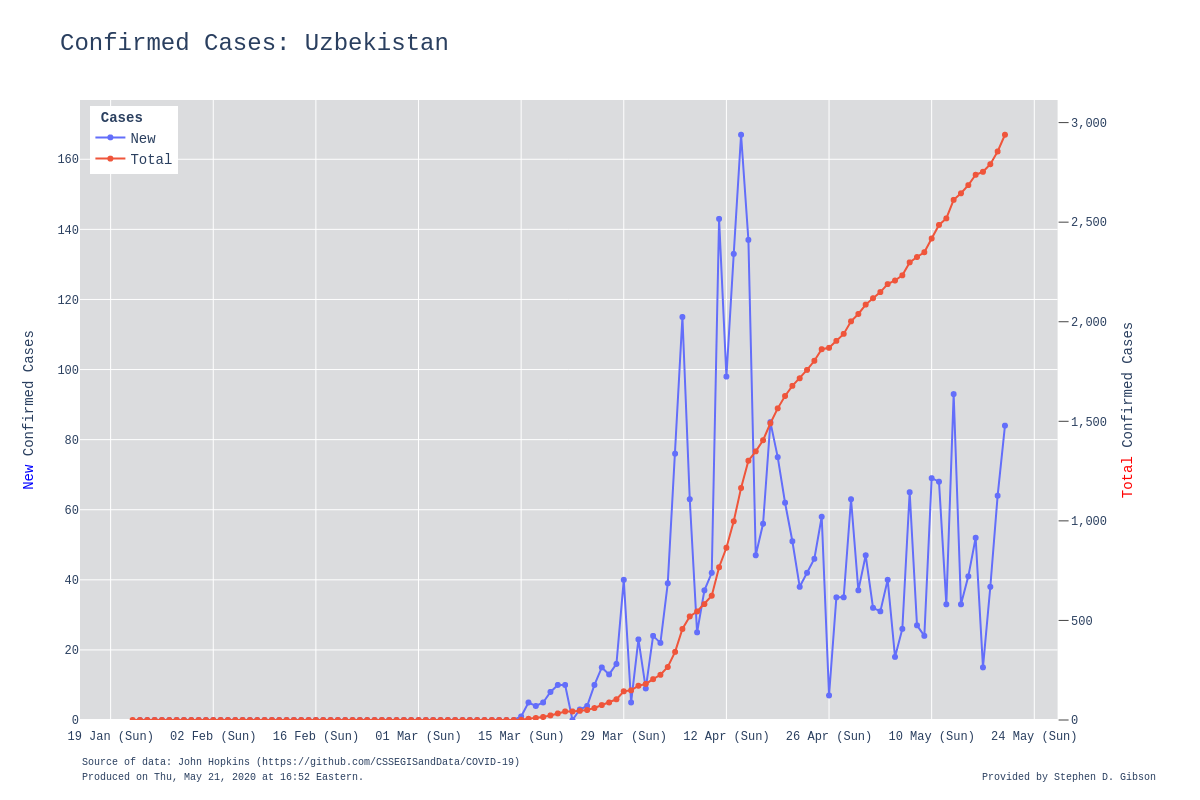 Confirmed Cases: Uzbekistan
Cases
New
Total
160
140
120
100
80
60
40
20
0
3,000
2,500
2,000
1,500
1,000
500
0
New Confirmed Cases
Total Confirmed Cases
19 Jan (Sun) 02 Feb (Sun) 16 Feb (Sun) 01 Mar (Sun) 15 Mar (Sun) 29 Mar (Sun) 12 Apr (Sun) 26 Apr (Sun) 10 May (Sun) 24 May (Sun)
Source of data: John Hopkins (https://github.com/CSSEGISandData/COVID-19)
Produced on Thu, May 21, 2020 at 16:52 Eastern.
Provided by Stephen D. Gibson